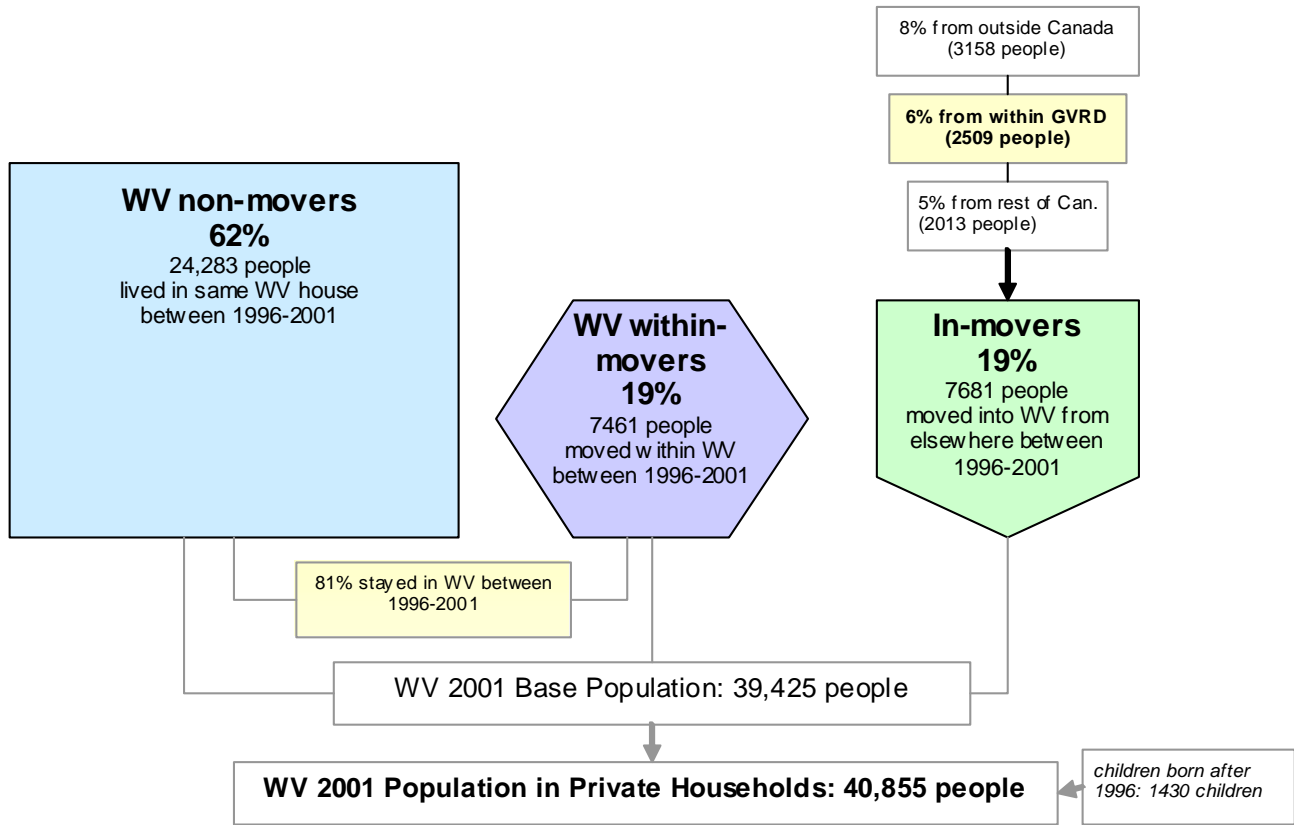 8% from outside Canada
(3158 people)
6% from within GVRD
(2509 people)
5% from rest of Can.
(2013 people)
WV non-movers
62%
24,283 people
lived in same WV house
between 1996-2001
WV within-
movers
19%
7461 people
moved within WV
between 1996-2001
In-movers
19%
7681 people
moved into WV from
elsewhere between
1996-2001
81% stayed in WV between
1996-2001
WV 2001 Base Population: 39,425 people
WV 2001 Population in Private Households: 40,855 people
children born after
1996: 1430 children